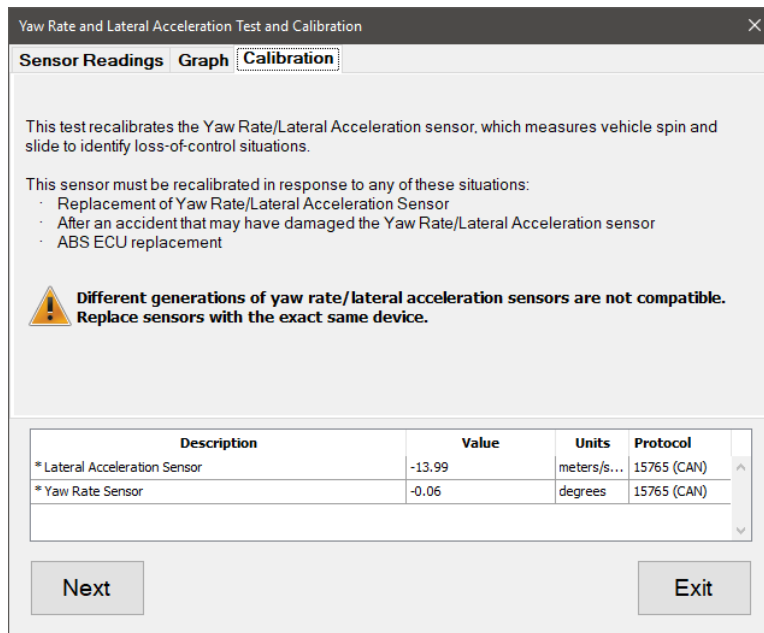 Yaw Rate and Lateral Acceleration Test and Calibration
Sensor Readings Graph Calibration
This test recalibrates the Yaw Rate/Lateral Acceleration sensor, which measures vehicle spin and
slide to identify loss-of-control situations.
This sensor must be recalibrated in response to any of these situations:
· Replacement of Yaw Rate/Lateral Acceleration Sensor
· After an accident that may have damaged the Yaw Rate/Lateral Acceleration sensor
· ABS ECU replacement
Different generations of yaw rate/lateral acceleration sensors are not compatible.
Replace sensors with the exact same device.
Description Value Units Protocol
* Lateral Acceleration Sensor -13.99 meters/s... 15765 (CAN)
* Yaw Rate Sensor -0.06 degrees 15765 (CAN)
Next Exit